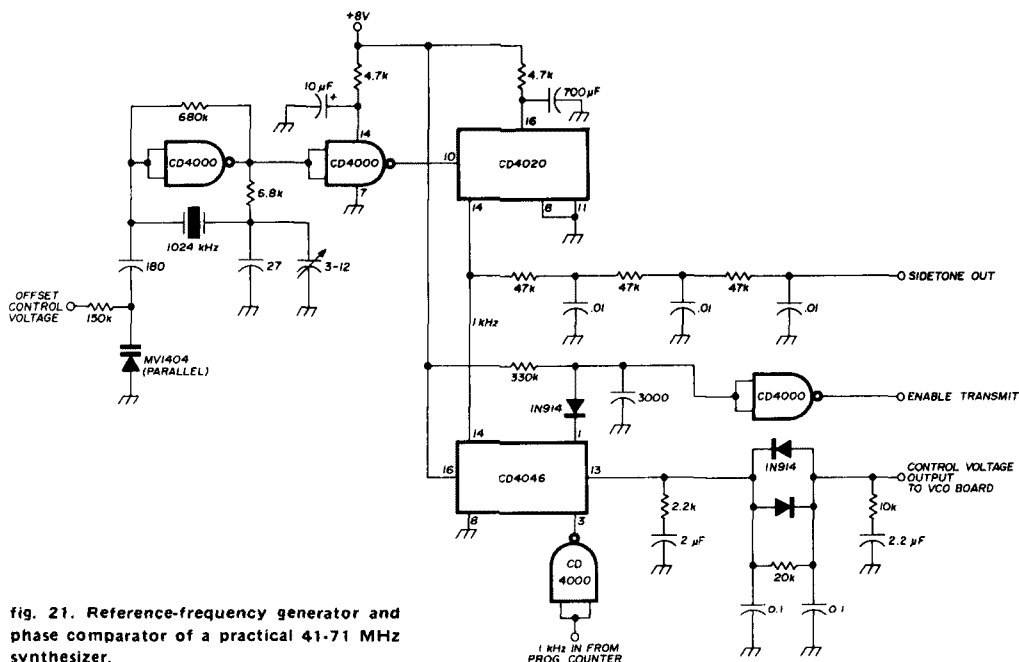 +8V
4.7k
10 µF
+
14
CD4000
7
680k
CD4000
6.8k
1024 kHz
180
27
3-12
OFFSET
CONTROL
VOLTAGE
150k
MV1404
(PARALLEL)
4.7k
700 µF
16
10
CD4020
14
8
11
47k
47k
47k
.01
.01
.01
SIDETONE OUT
1 kHz
330k
3000
1N914
CD4000
ENABLE TRANSMIT
14
1
16
CD4046
13
8
3
2.2k
2 µF
1N914
20k
0.1
0.1
CONTROL VOLTAGE
OUTPUT
TO VCO BOARD
10k
2.2 µF
CD
4000
1 kHz IN FROM
PROG COUNTER
fig. 21. Reference-frequency generator and
phase comparator of a practical 41-71 MHz
synthesizer.